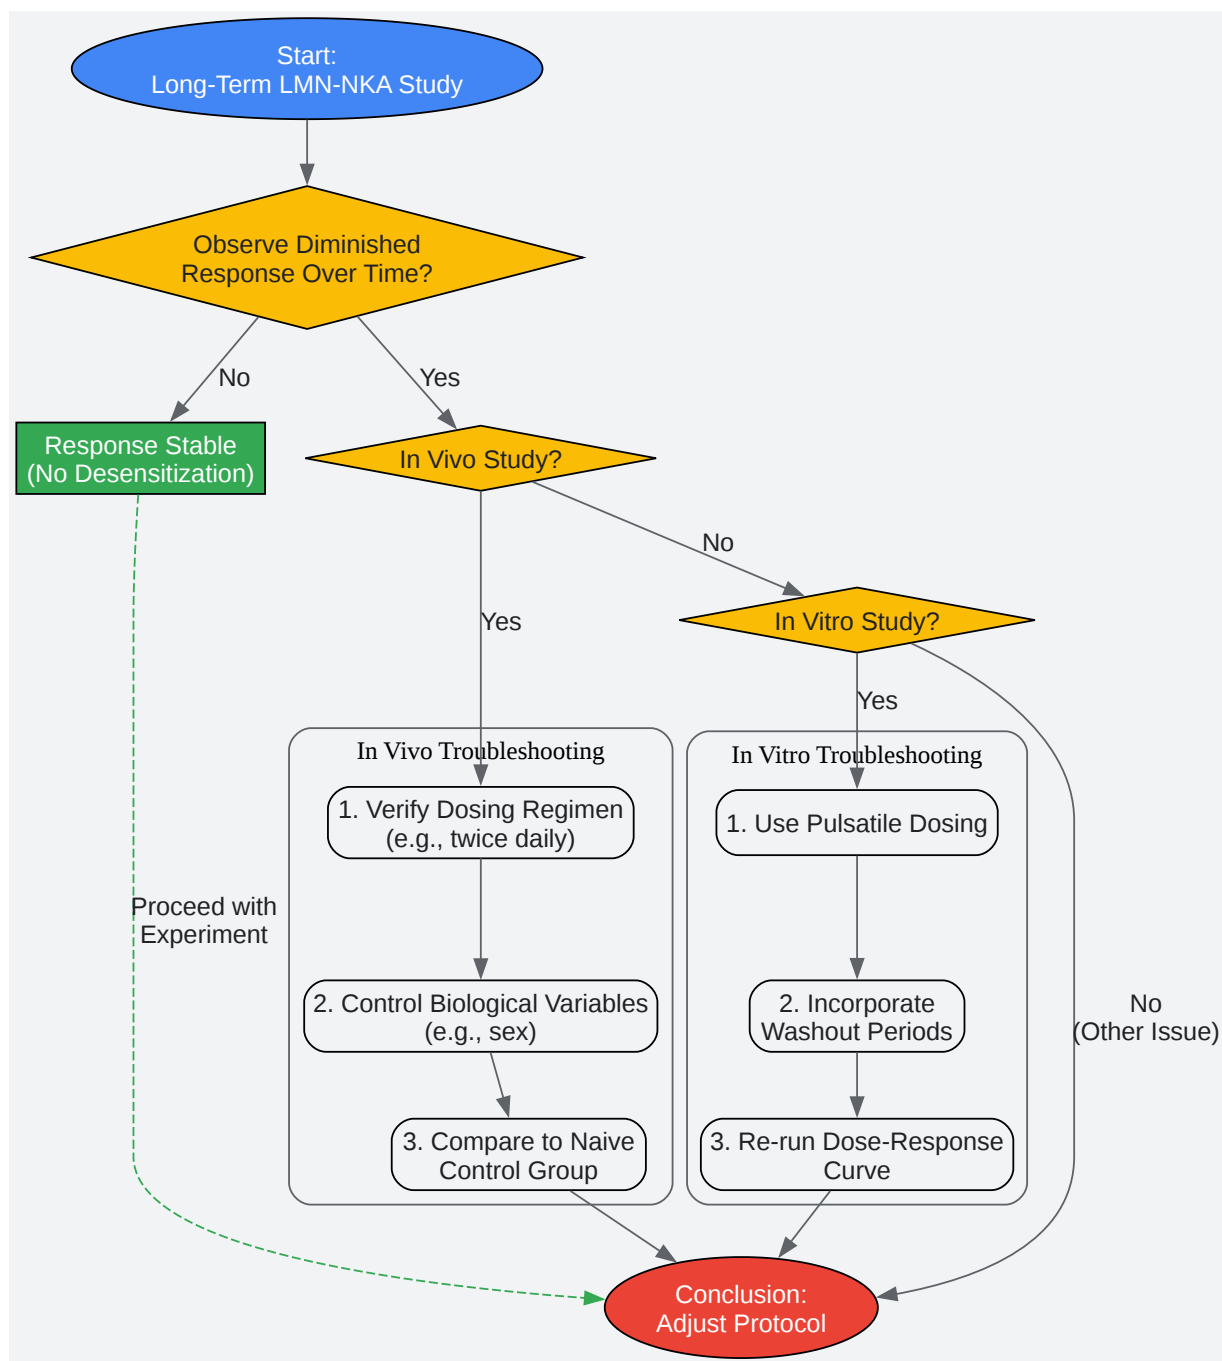 Start:
Long-Term LMN-NKA Study
Observe Diminished
Response Over Time?
No
Yes
Response Stable
(No Desensitization)
In Vivo Study?
No
Yes
In Vitro Study?
Yes
In Vivo Troubleshooting
In Vitro Troubleshooting
1. Verify Dosing Regimen
(e.g., twice daily)
1. Use Pulsatile Dosing
Proceed with
Experiment
2. Control Biological Variables
(e.g., sex)
2. Incorporate
Washout Periods
No
(Other Issue)
3. Compare to Naive
Control Group
3. Re-run Dose-Response
Curve
Conclusion:
Adjust Protocol